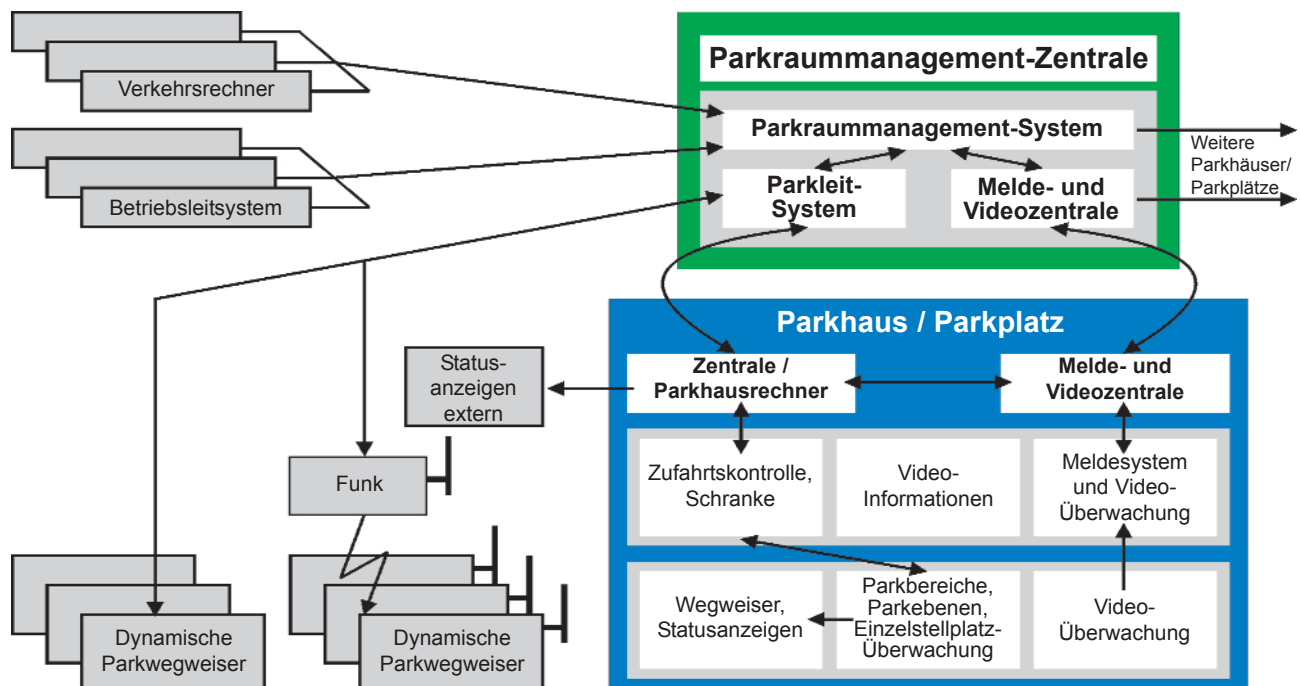 Verkehrsrechner
Betriebsleitsystem
Parkraummanagement-Zentrale
Parkraummanagement-System
Parkleit-
System
Melde- und
Videozentrale
Weitere
Parkhäuser/
Parkplätze
Parkhaus / Parkplatz
Zentrale /
Parkhausrechner
Melde- und
Videozentrale
Status-
anzeigen
extern
Funk
Zufahrtskontrolle,
Schranke
Video-
Informationen
Meldesystem
und Video-
Überwachung
Wegweiser,
Statusanzeigen
Parkbereiche,
Parkebenen,
Einzelstellplatz-
Überwachung
Video-
Überwachung
Dynamische
Parkwegweiser
Dynamische
Parkwegweiser